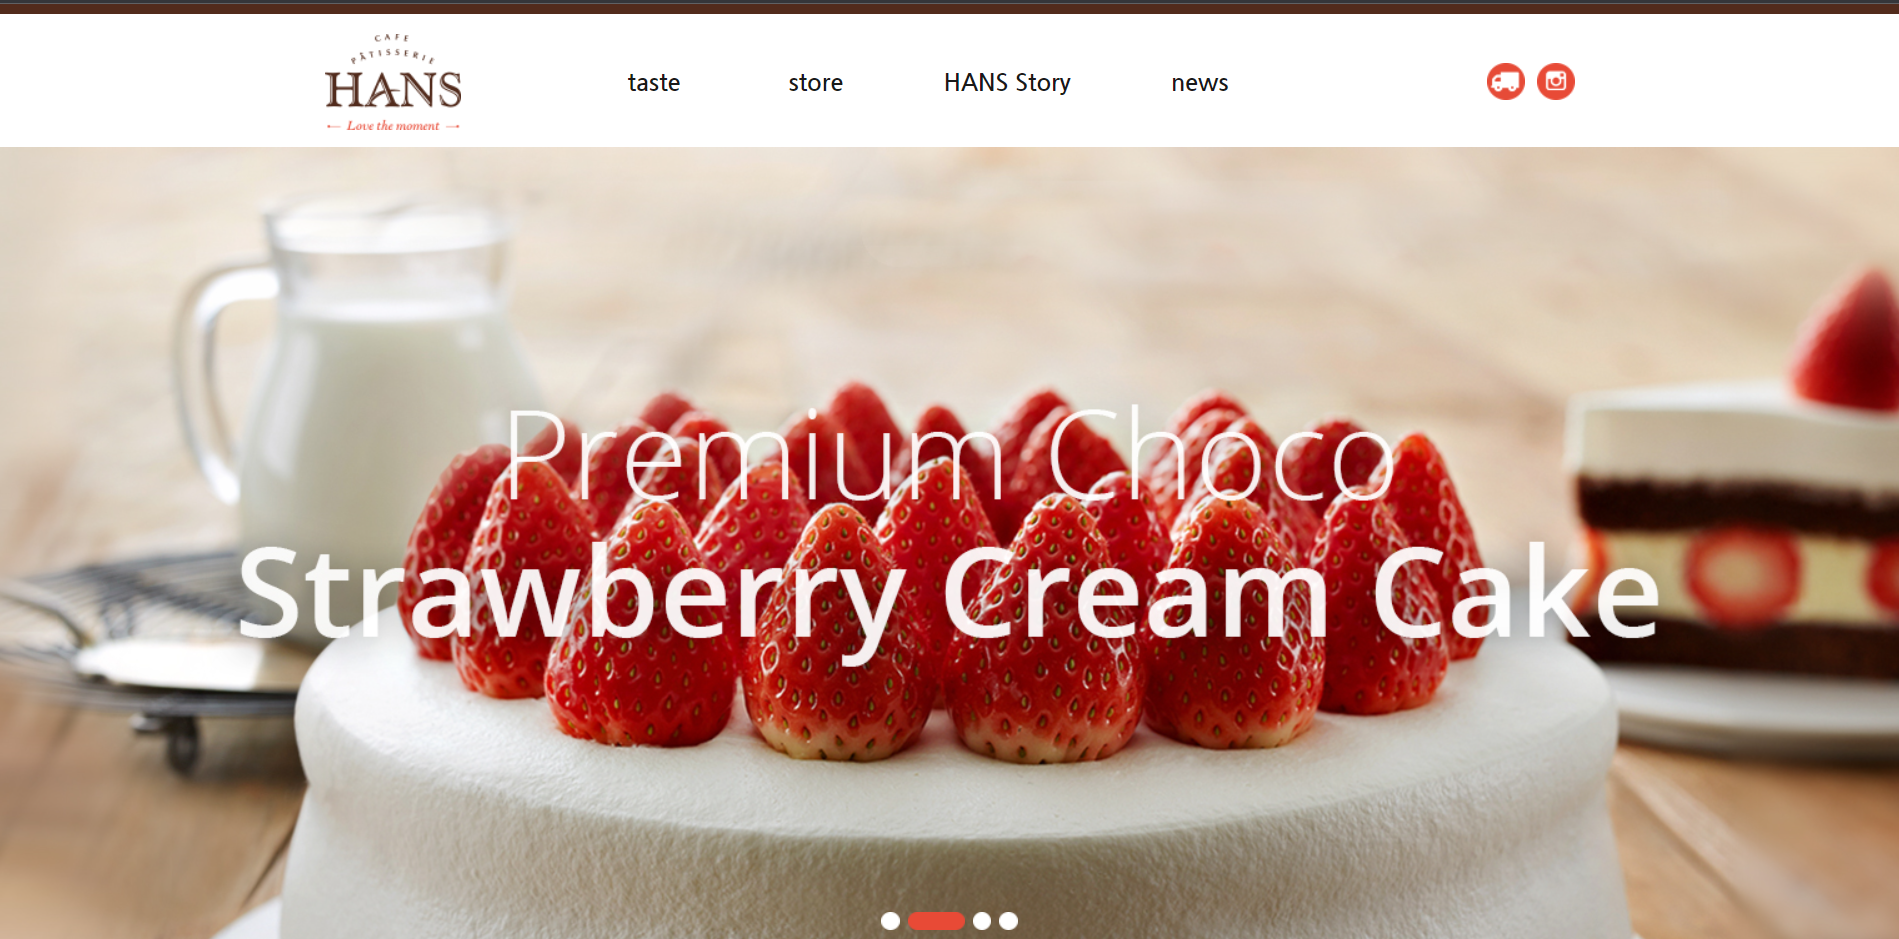 CAFE
PÂTISSERIE
HANS
Love the moment
taste
store
HANS Story
news
Premium Choco
Strawberry Cream Cake